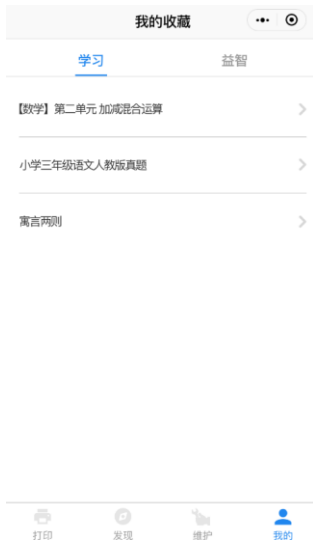 我的收藏
学习 益智
【数学】第二单元 加减混合运算
小学三年级语文人教版真题
寓言两则
打印 发现 维护 我的